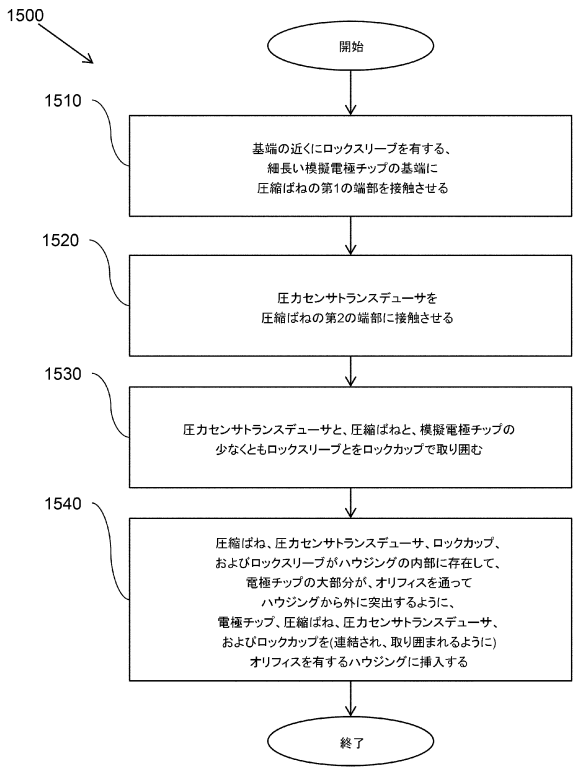 1500
開始
1510
基端の近くにロックスリーブを有する、
細長い模擬電極チップの基端に
圧縮ばねの第1の端部を接触させる
1520
圧力センサトランスデューサを
圧縮ばねの第2の端部に接触させる
1530
圧力センサトランスデューサと、圧縮ばねと、模擬電極チップの
少なくともロックスリーブとをロックカップで取り囲む
1540
圧縮ばね、圧力センサトランスデューサ、ロックカップ、
およびロックスリーブがハウジングの内部に存在して、
電極チップの大部分が、オリフィスを通って
ハウジングから外に突出するように、
電極チップ、圧縮ばね、圧力センサトランスデューサ、
およびロックカップを(連結され、取り囲まれるように)
オリフィスを有するハウジングに挿入する
終了